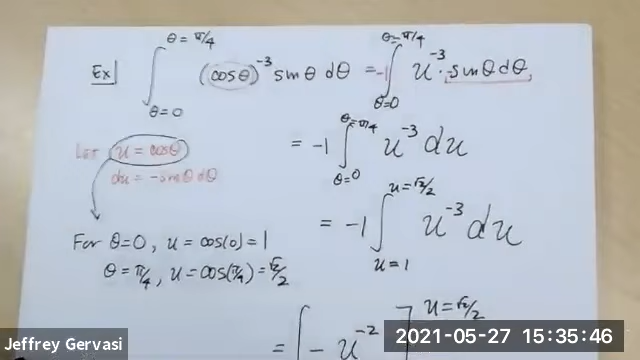 θ = π/4 θ = π/4
Ex ∫ (cosθ)⁻³ sinθ dθ = -1 ∫ u⁻³ · -sinθ dθ
θ = 0 θ = 0
θ = π/4
= -1 ∫ u⁻³ du
θ = 0
Let u = cosθ
du = -sinθ dθ
u = √2/2
= -1 ∫ u⁻³ du
u = 1
For θ = 0, u = cos(0) = 1
θ = π/4, u = cos(π/4) = √2/2
u = √2/2
= [ - u⁻²
2021-05-27 15:35:46
Jeffrey Gervasi